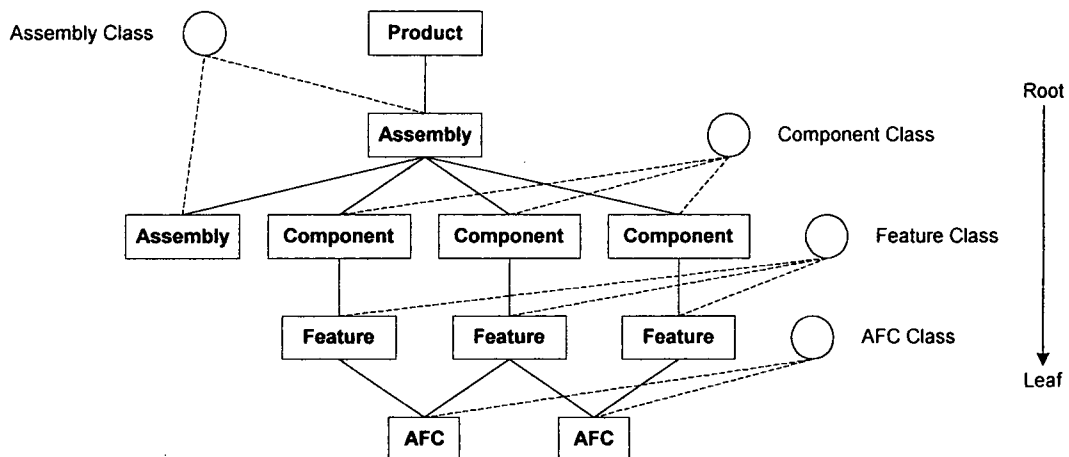 Assembly Class
Product
Root
Assembly
Component Class
Assembly
Component
Component
Component
Feature Class
Feature
Feature
Feature
AFC Class
Leaf
AFC
AFC